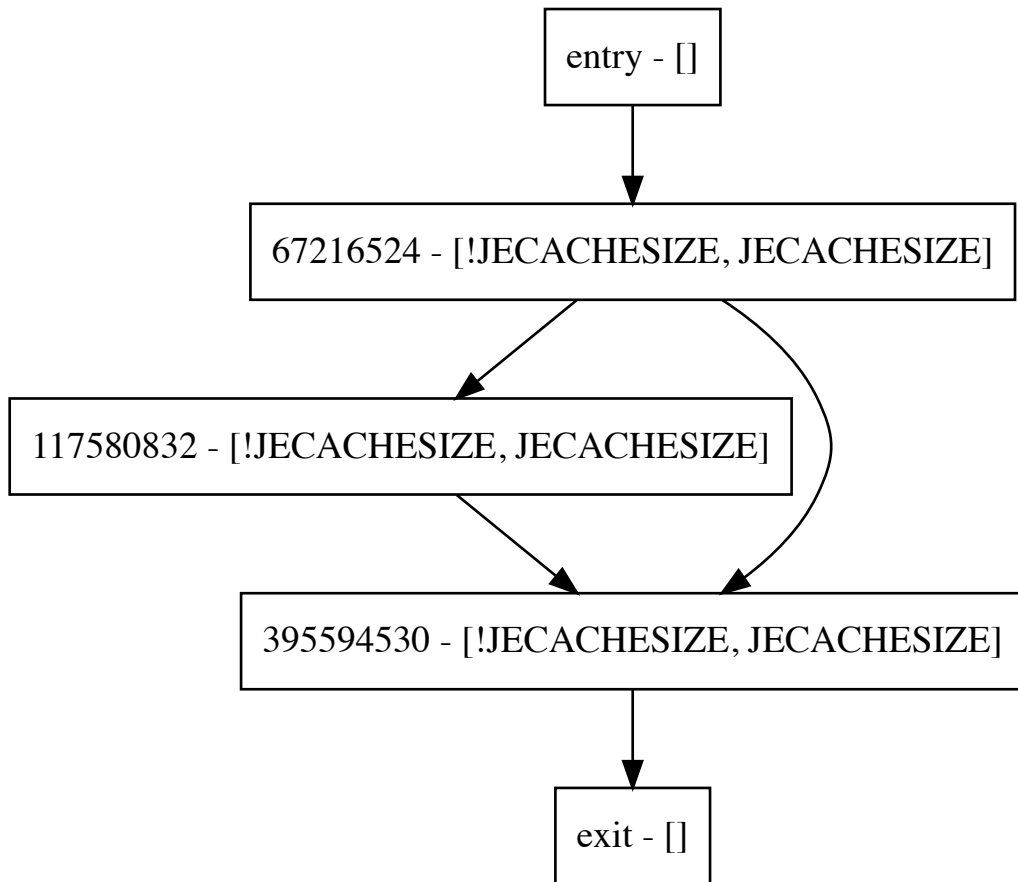 entry - []
67216524 - [!JECACHESIZE, JECACHESIZE]
117580832 - [!JECACHESIZE, JECACHESIZE]
395594530 - [!JECACHESIZE, JECACHESIZE]
exit - []